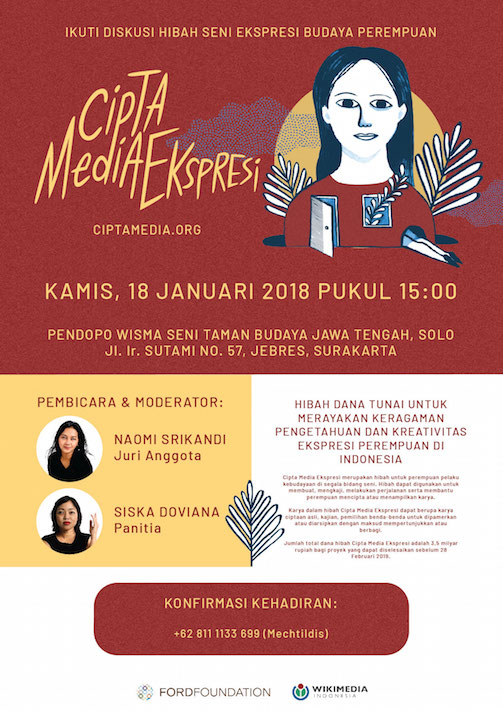 IKUTI DISKUSI HIBAH SENI EKSPRESI BUDAYA PEREMPUAN
CIPTA
MEDIA EKSPRESI
CIPTAMEDIA.ORG
KAMIS, 18 JANUARI 2018 PUKUL 15:00
PENDOPO WISMA SENI TAMAN BUDAYA JAWA TENGAH, SOLO
Jl. Ir. SUTAMI NO. 57, JEBRES, SURAKARTA
PEMBICARA & MODERATOR:
NAOMI SRIKANDI
Juri Anggota
SISKA DOVIANA
Panitia
HIBAH DANA TUNAI UNTUK
MERAYAKAN KERAGAMAN
PENGETAHUAN DAN KREATIVITAS
EKSPRESI PEREMPUAN DI
INDONESIA
Cipta Media Ekspresi merupakan hibah untuk perempuan pelaku
kebudayaan di segala bidang seni. Hibah dapat digunakan untuk
membuat, mengkaji, melakukan perjalanan serta membantu
perempuan mencipta atau menampilkan karya.
Karya dalam hibah Cipta Media Ekspresi dapat berupa karya
ciptaan asli, kajian, pemilihan benda-benda untuk dipamerkan
atau diarsipkan dengan maksud mempertunjukkan atau
berbagi.
Jumlah total dana hibah Cipta Media Ekspresi adalah 3,5 milyar
rupiah bagi proyek yang dapat diselesaikan sebelum 28
Februari 2019.
KONFIRMASI KEHADIRAN:
+62 811 1133 699 (Mechtildis)
FORDFOUNDATION
WIKIMEDIA
INDONESIA